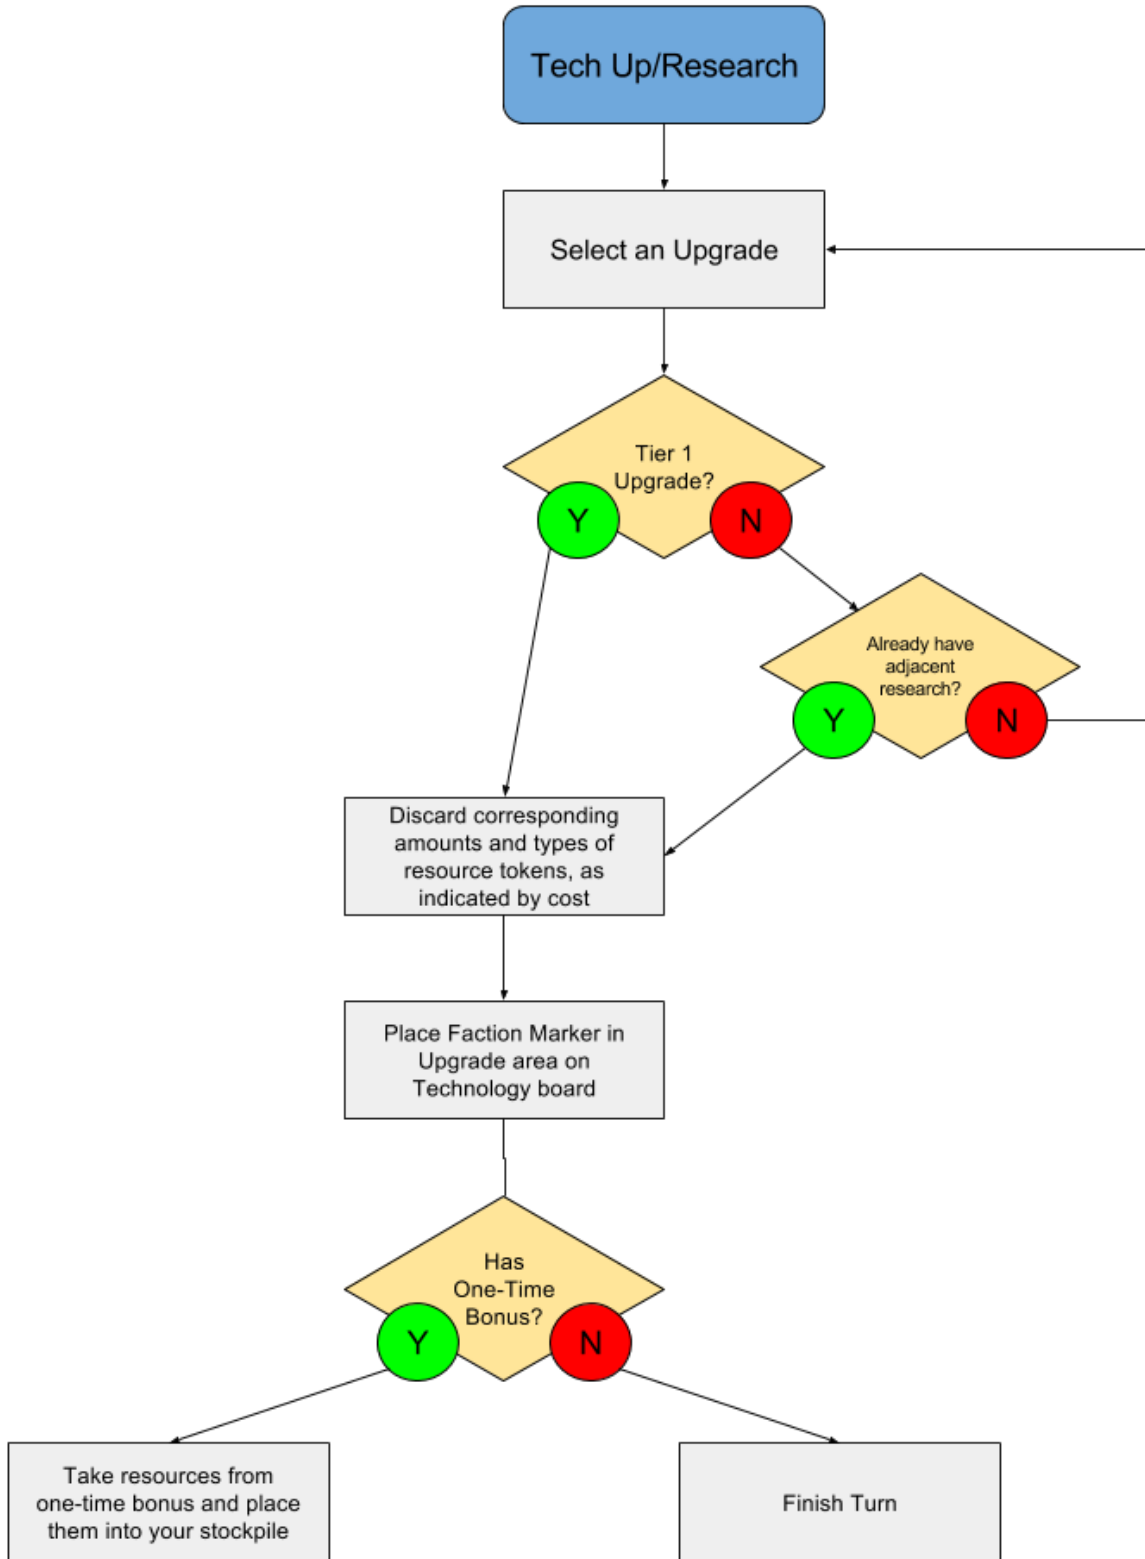 Tech Up/Research
Select an Upgrade
Tier 1
Upgrade?
Y
N
Already have
adjacent
research?
Y
N
Discard corresponding
amounts and types of
resource tokens, as
indicated by cost
Place Faction Marker in
Upgrade area on
Technology board
Has
One-Time
Bonus?
Y
N
Take resources from
one-time bonus and place
them into your stockpile
Finish Turn